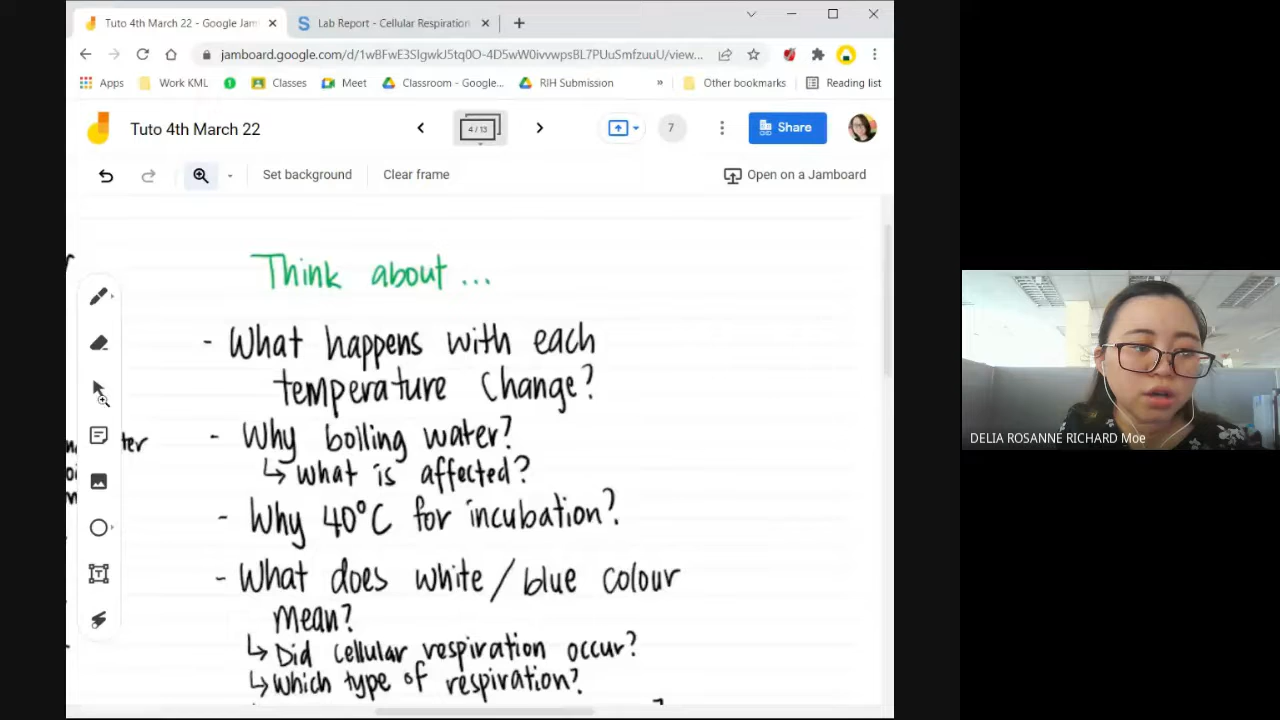 Tuto 4th March 22 - Google Jam
Lab Report - Cellular Respiration
jamboard.google.com/d/1w8FwE3SIgwkJ5tq0O-4D5wW0ivvwpsBL7PUuSmfzuuU/view...
Apps Work KML 1 Classes Meet Classroom - Google... RIH Submission » Other bookmarks Reading list
Tuto 4th March 22
4 / 13
7
Share
Set background Clear frame Open on a Jamboard
Think about ...
- What happens with each
temperature change?
- Why boiling water?
↳ What is affected?
- Why 40°C for incubation?
- What does white / blue colour
mean?
↳ Did cellular respiration occur?
↳ Which type of respiration?
DELIA ROSANNE RICHARD Moe